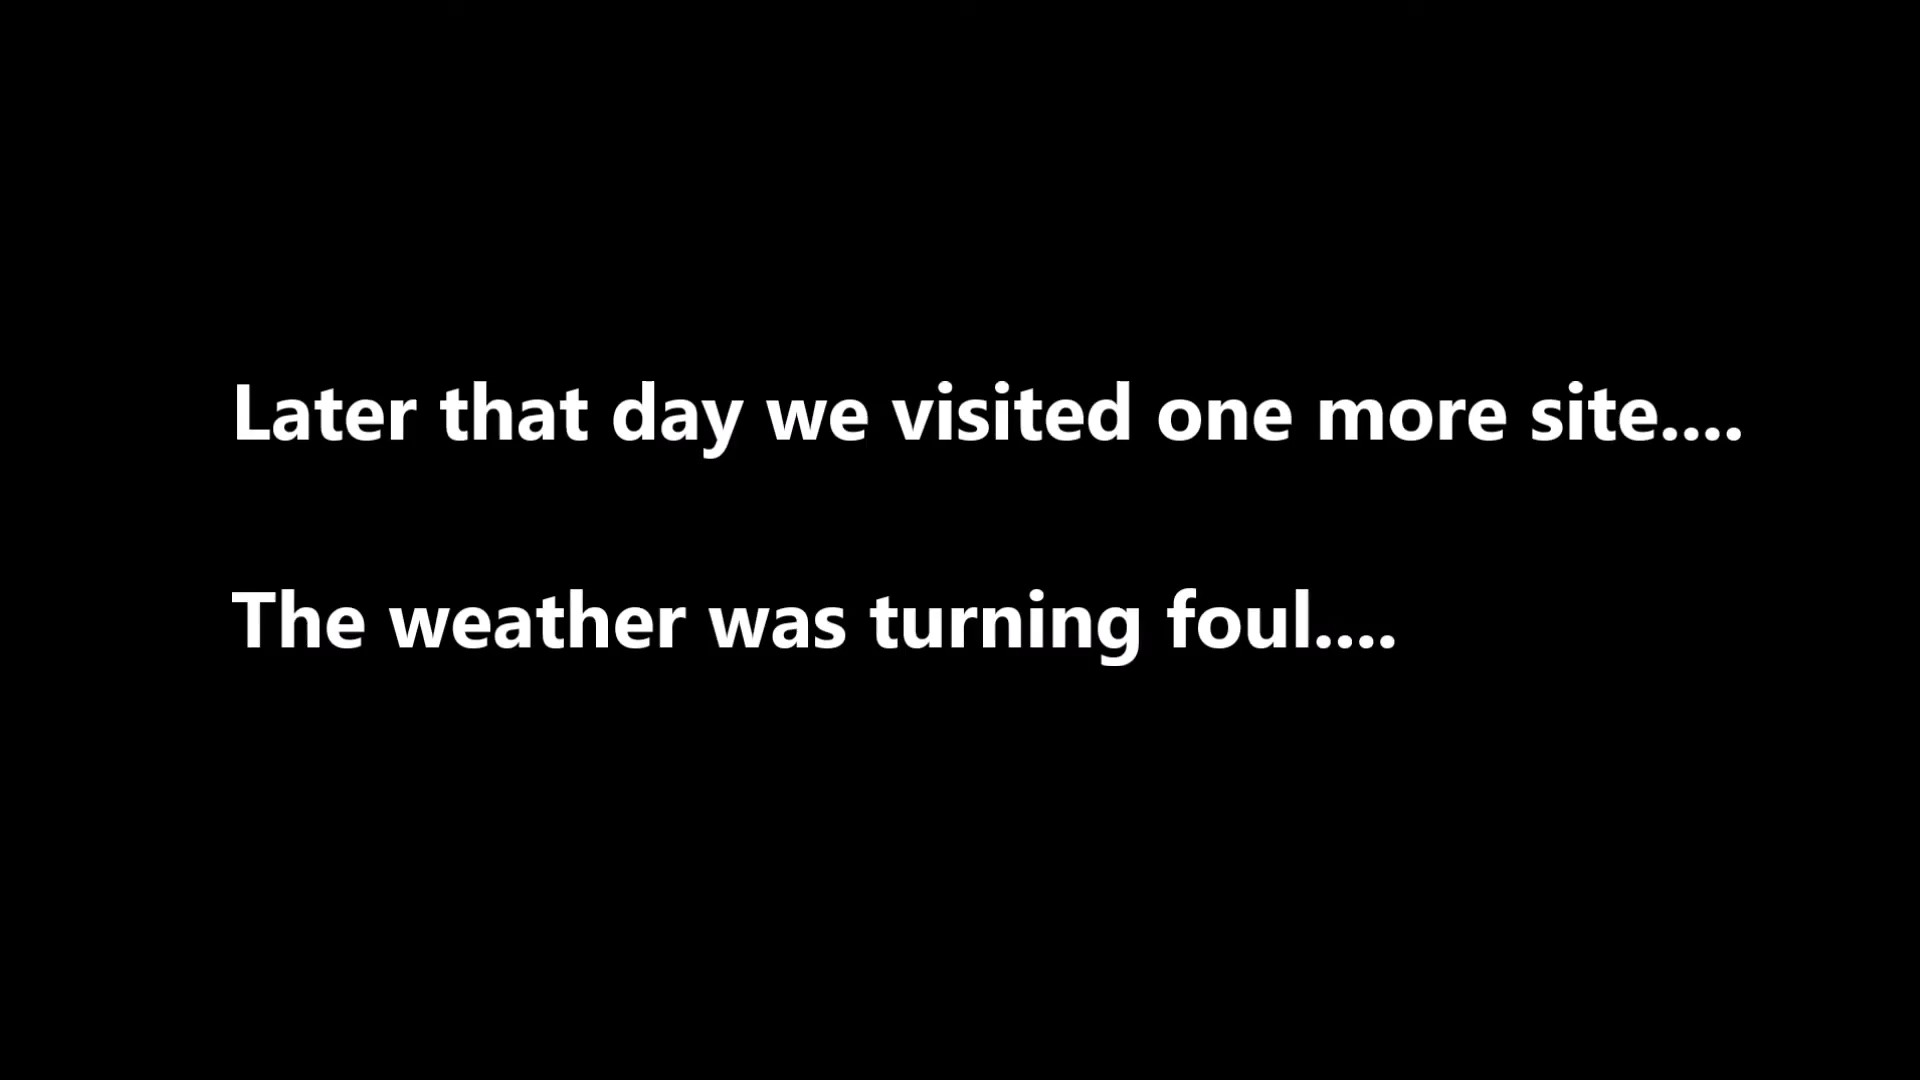 Later that day we visited one more site....
The weather was turning foul....